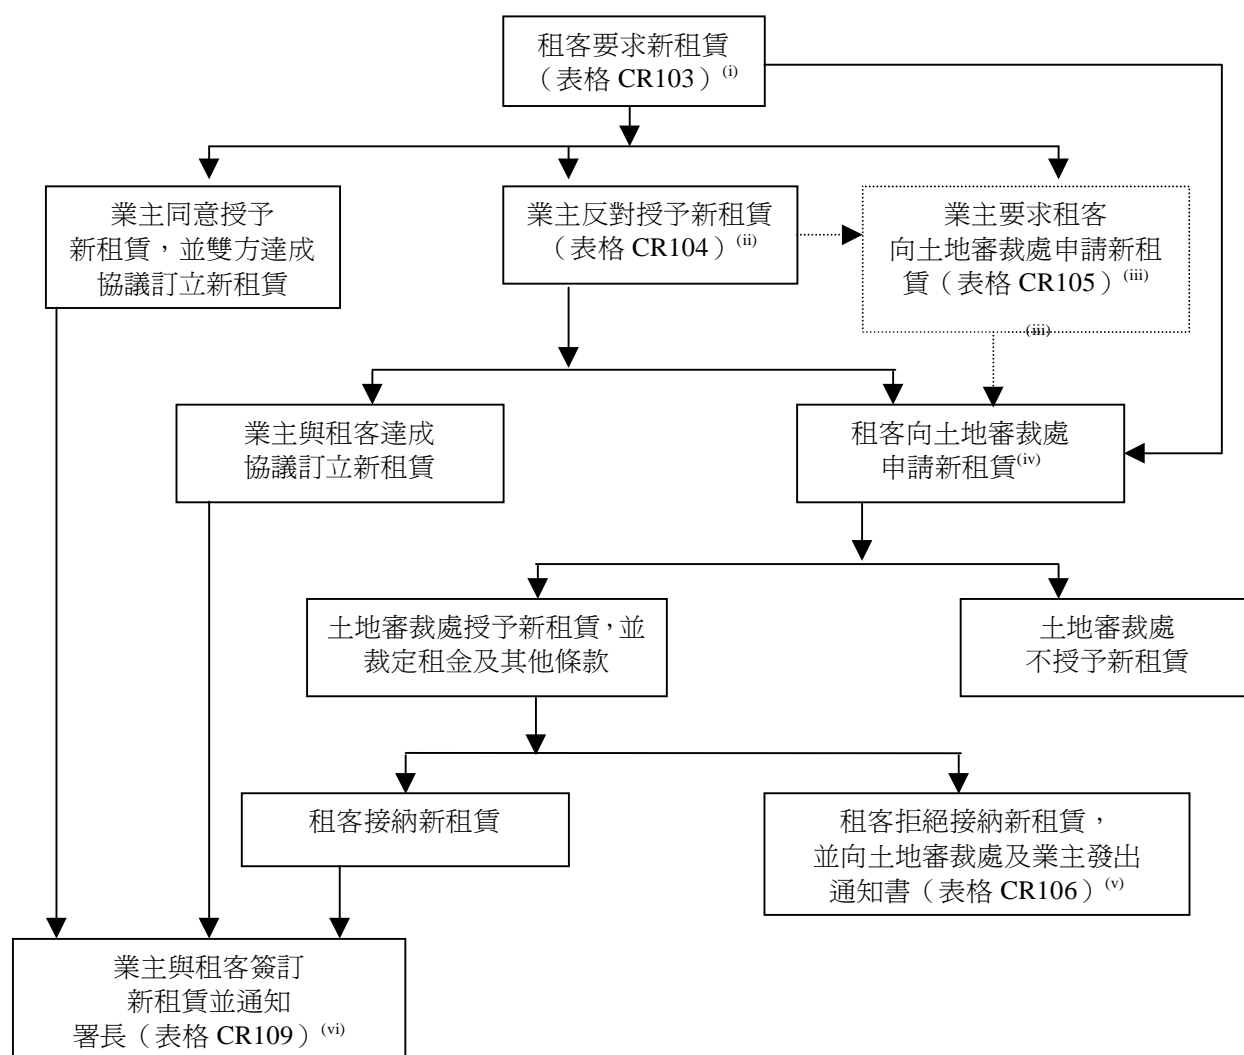 租客要求新租賃
（表格 CR103）(i)
業主同意授予
新租賃，並雙方達成
協議訂立新租賃
業主反對授予新租賃
（表格 CR104）(ii)
業主要求租客
向土地審裁處申請新租
賃（表格 CR105）(iii)
(iii)
業主與租客達成
協議訂立新租賃
租客向土地審裁處
申請新租賃(iv)
土地審裁處授予新租賃，並
裁定租金及其他條款
土地審裁處
不授予新租賃
租客接納新租賃
租客拒絕接納新租賃，
並向土地審裁處及業主發出
通知書（表格 CR106）(v)
業主與租客簽訂
新租賃並通知
署長（表格 CR109）(vi)